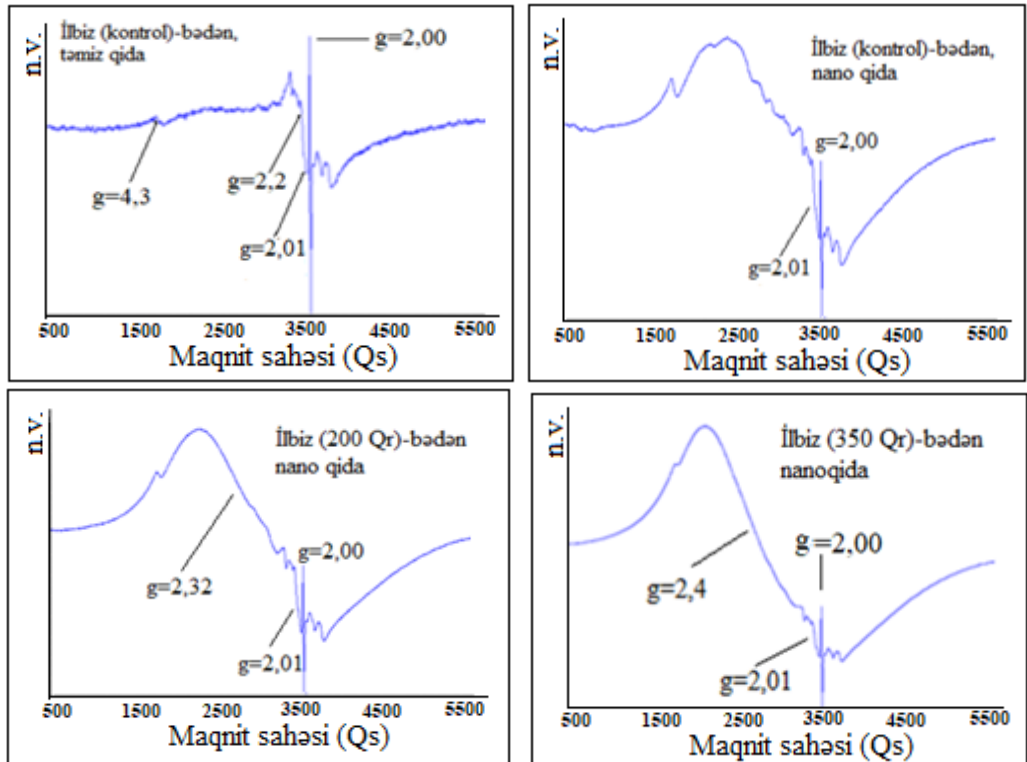 n.v.
İlbiz (kontrol)-bədən,
təmiz qida
g=2,00
g=4,3
g=2,2
g=2,01
500 1500 2500 3500 4500 5500
Maqnit sahəsi (Qs)
n.v.
İlbiz (kontrol)-bədən,
nano qida
g=2,00
g=2,01
500 1500 2500 3500 4500 5500
Maqnit sahəsi (Qs)
n.v.
İlbiz (200 Qr)-bədən
nano qida
g=2,00
g=2,32
g=2,01
500 1500 2500 3500 4500 5500
Maqnit sahəsi (Qs)
n.v.
İlbiz (350 Qr)-bədən
nanoqida
g=2,00
g=2,4
g=2,01
500 1500 2500 3500 4500 5500
Maqnit sahəsi (Qs)